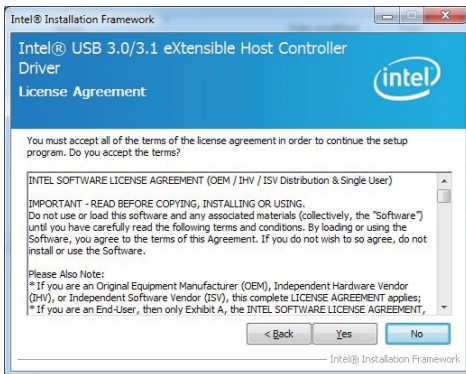 Intel® Installation Framework
Intel® USB 3.0/3.1 eXtensible Host Controller
Driver
License Agreement
intel
You must accept all of the terms of the license agreement in order to continue the setup
program. Do you accept the terms?
INTEL SOFTWARE LICENSE AGREEMENT (OEM / IHV / ISV Distribution & Single User)
IMPORTANT - READ BEFORE COPYING, INSTALLING OR USING.
Do not use or load this software and any associated materials (collectively, the "Software")
until you have carefully read the following terms and conditions. By loading or using the
Software, you agree to the terms of this Agreement. If you do not wish to so agree, do not
install or use the Software.
Please Also Note:
* If you are an Original Equipment Manufacturer (OEM), Independent Hardware Vendor
(IHV), or Independent Software Vendor (ISV), this complete LICENSE AGREEMENT applies;
* If you are an End-User, then only Exhibit A, the INTEL SOFTWARE LICENSE AGREEMENT,
< Back Yes No
Intel® Installation Framework